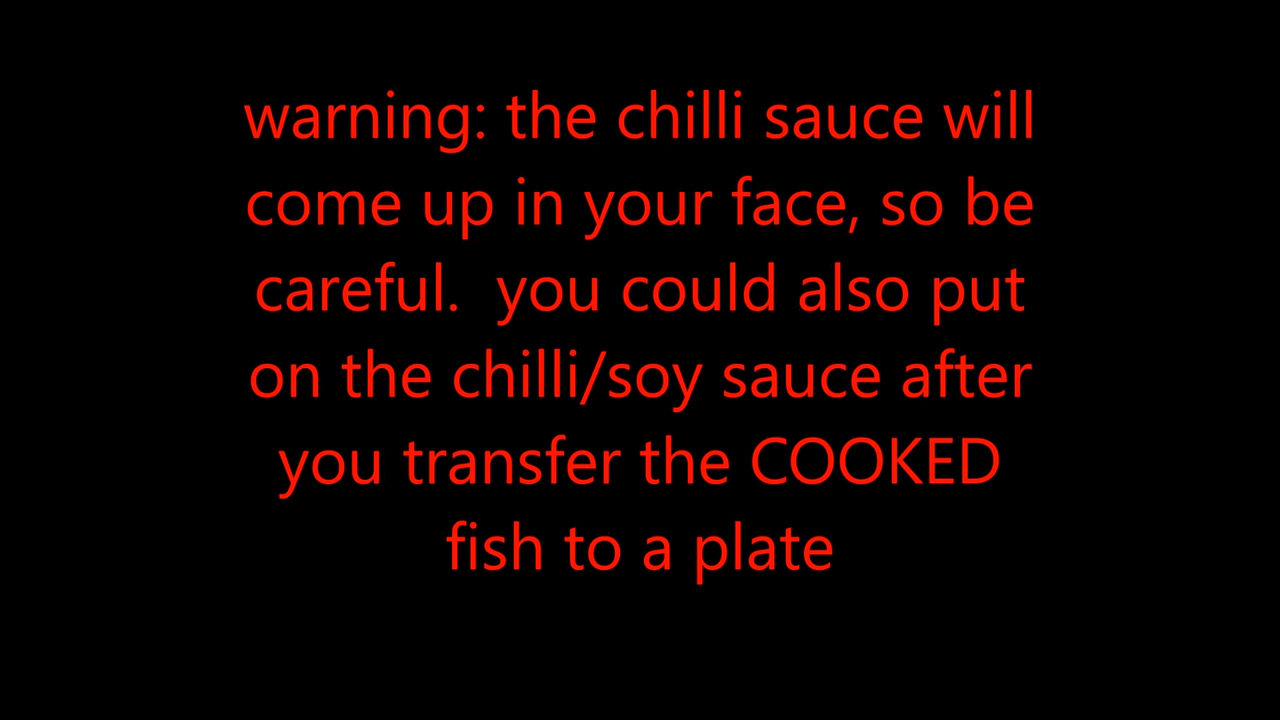 warning: the chilli sauce will
come up in your face, so be
careful.  you could also put
on the chilli/soy sauce after
you transfer the COOKED
fish to a plate